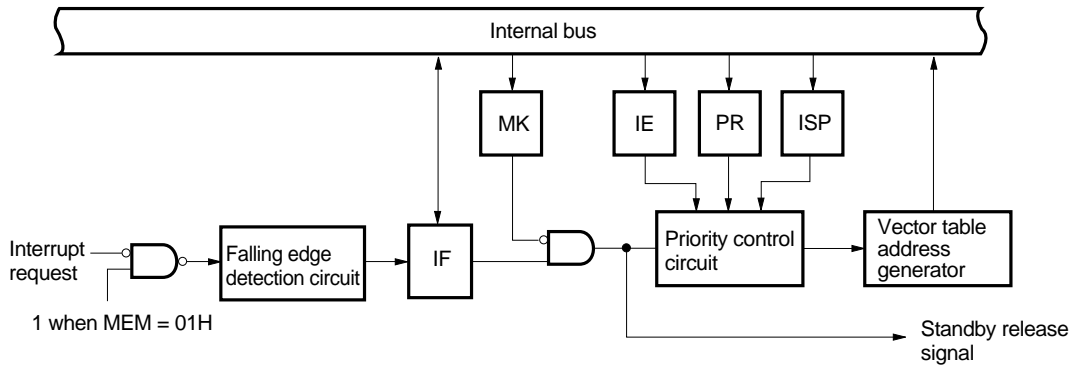 Internal bus
MK
IE
PR
ISP
Interrupt
request
Falling edge
detection circuit
IF
Priority control
circuit
Vector table
address
generator
1 when MEM = 01H
Standby release
signal